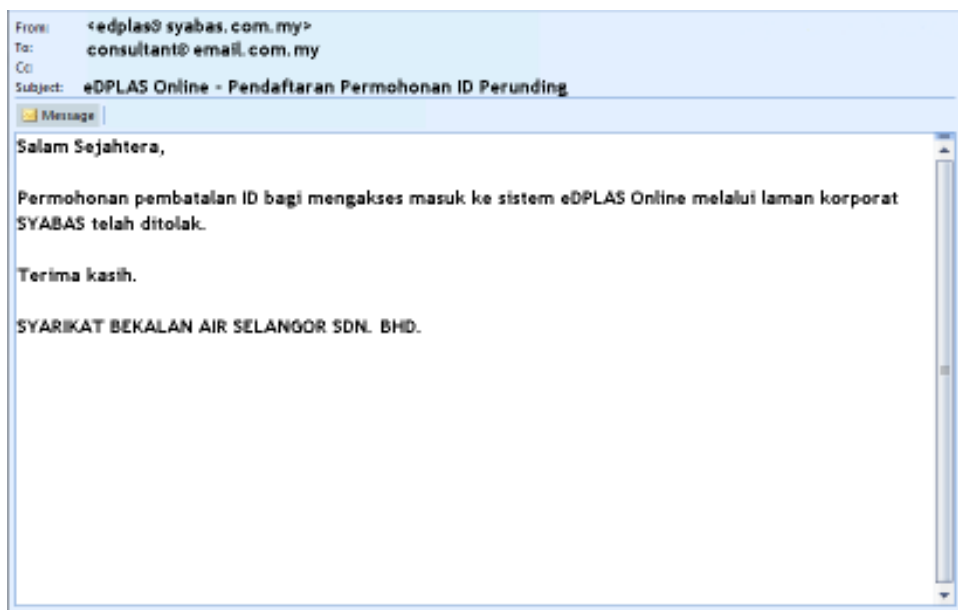 From: <edplas@syabas.com.my>
To: consultant@email.com.my
Cc:
Subject: eDPLAS Online - Pendaftaran Permohonan ID Perunding
Message
Salam Sejahtera,
Permohonan pembatalan ID bagi mengakses masuk ke sistem eDPLAS Online melalui laman korporat
SYABAS telah ditolak.
Terima kasih.
SYARIKAT BEKALAN AIR SELANGOR SDN. BHD.